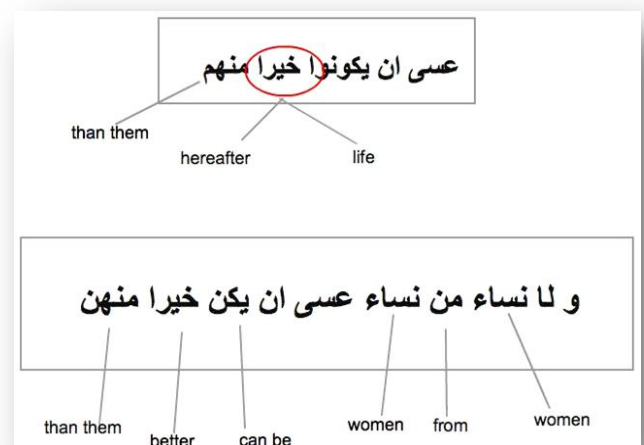 عسى ان يكونوا خيرا منهم
than them
hereafter life
و لا نساء من نساء عسى ان يكن خيرا منهن
than them better can be women from women